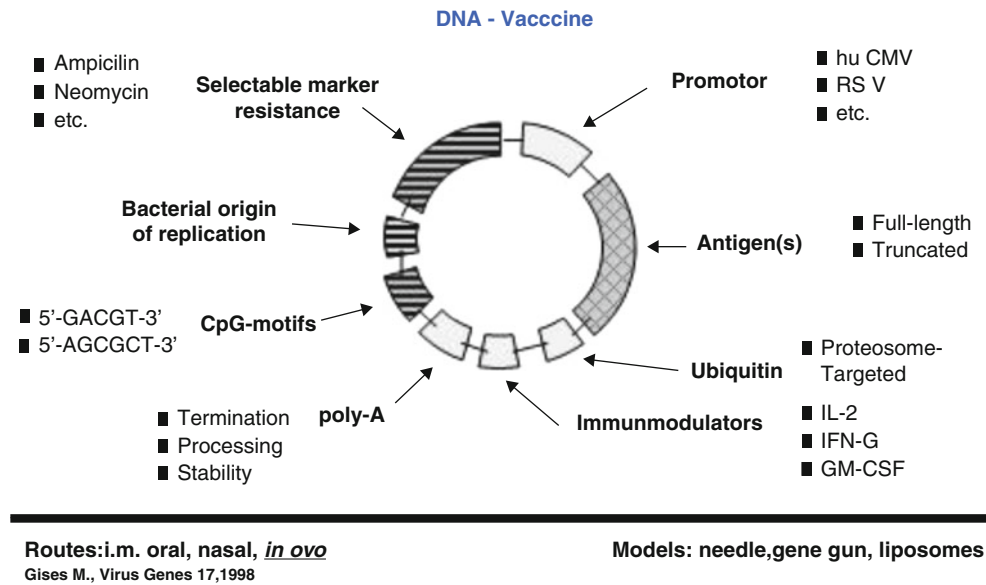 DNA - Vacccine
Ampicilin
Neomycin
etc.
Selectable marker
resistance
Promotor
hu CMV
RS V
etc.
Bacterial origin
of replication
Antigen(s)
Full-length
Truncated
5’-GACGT-3’
5’-AGCGCT-3’
CpG-motifs
Ubiquitin
Proteosome-
Targeted
poly-A
Termination
Processing
Stability
Immunmodulators
IL-2
IFN-G
GM-CSF
Routes:i.m. oral, nasal, in ovo
Models: needle,gene gun, liposomes
Gises M., Virus Genes 17,1998